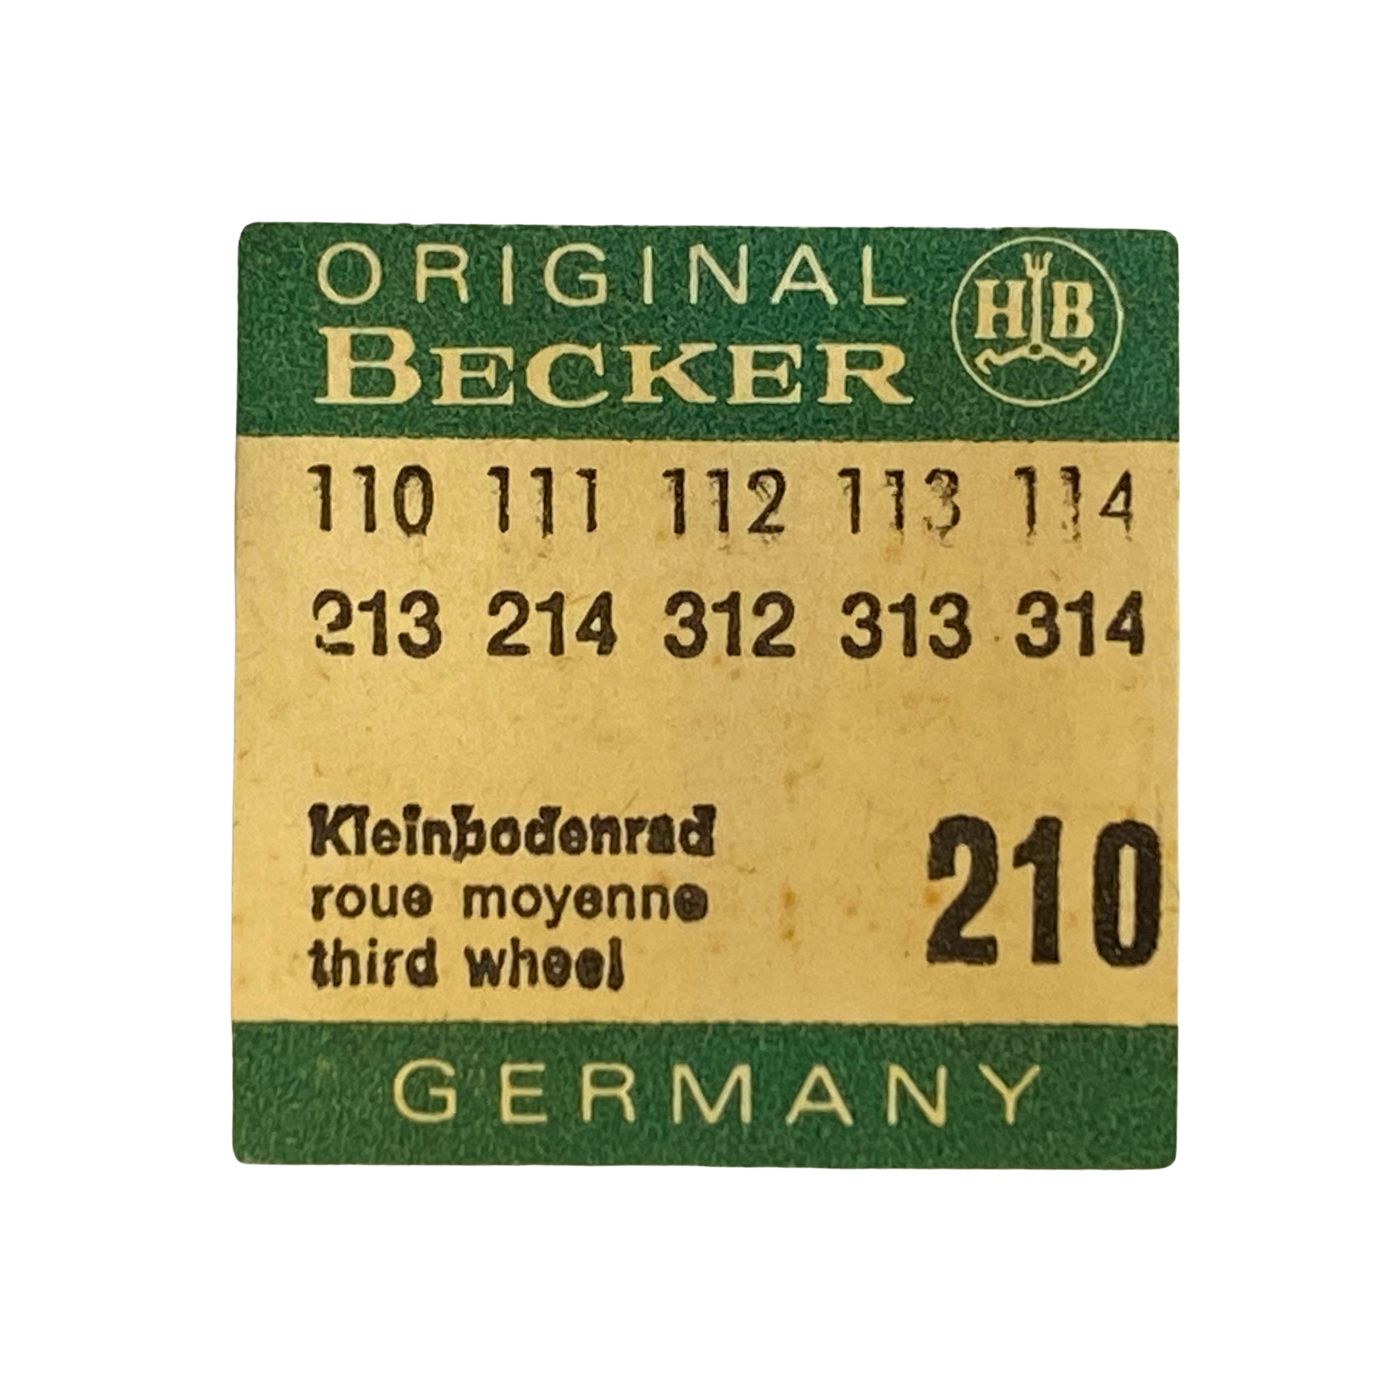 ORIGINAL
BECKER
HB
110 111 112 113 114
213 214 312 313 314
Kleinbodenrad
roue moyenne
third wheel
210
GERMANY